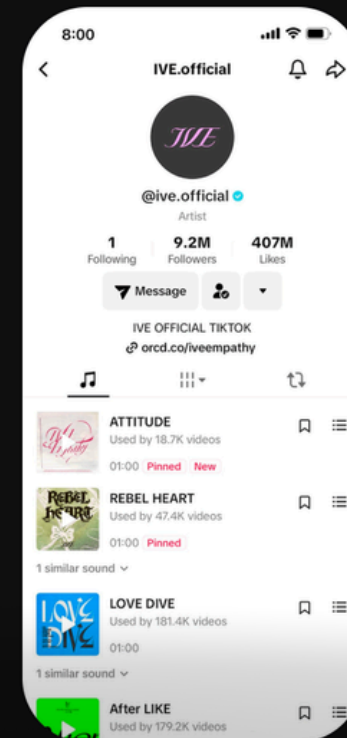 8:00
IVE.official
IVE
@ive.official
Artist
1 9.2M 407M
Following Followers Likes
Message
IVE OFFICIAL TIKTOK
orcd.co/iveempathy
ATTITUDE
Used by 18.7K videos
01:00 Pinned New
REBEL HEART
REBEL HEART
Used by 47.4K videos
01:00 Pinned
1 similar sound
LOVE DIVE
LOVE DIVE
Used by 181.4K videos
01:00
1 similar sound
After LIKE
Used by 179.2K videos